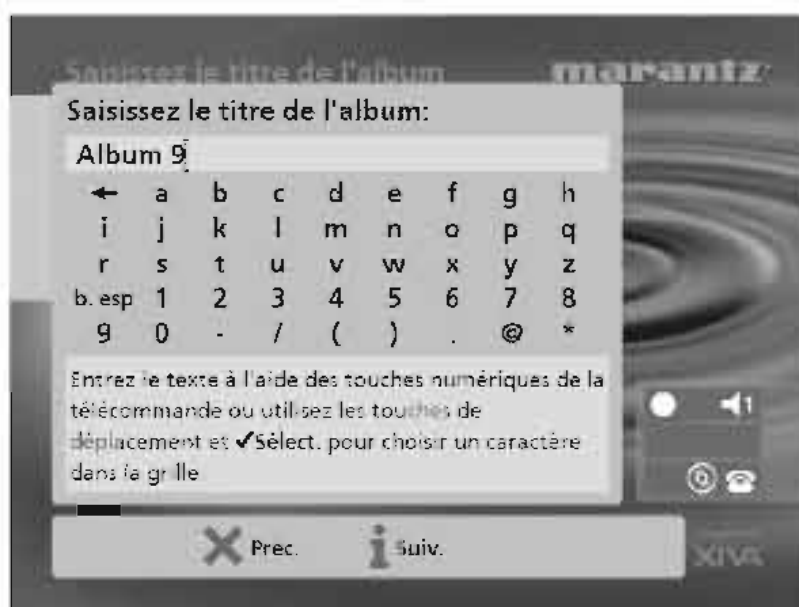 Saisissez le titre de l'album marantz
Saisissez le titre de l'album:
Album 9
← a b c d e f g h
i j k l m n o p q
r s t u v w x y z
b. esp 1 2 3 4 5 6 7 8
9 0 - / ( ) . @ *
Entrez le texte à l'aide des touches numériques de la
télécommande ou utilisez les touches de
déplacement et ✓Sélect. pour choisir un caractère
dans la grille
Prec. Suiv.
1
XIVA